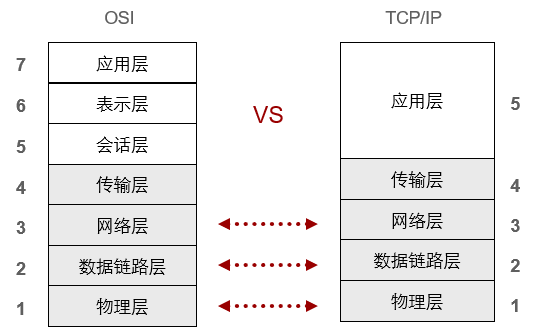 OSI
TCP/IP
7
应用层
6
表示层
5
会话层
4
传输层
3
网络层
2
数据链路层
1
物理层
VS
应用层
5
传输层
4
网络层
3
数据链路层
2
物理层
1